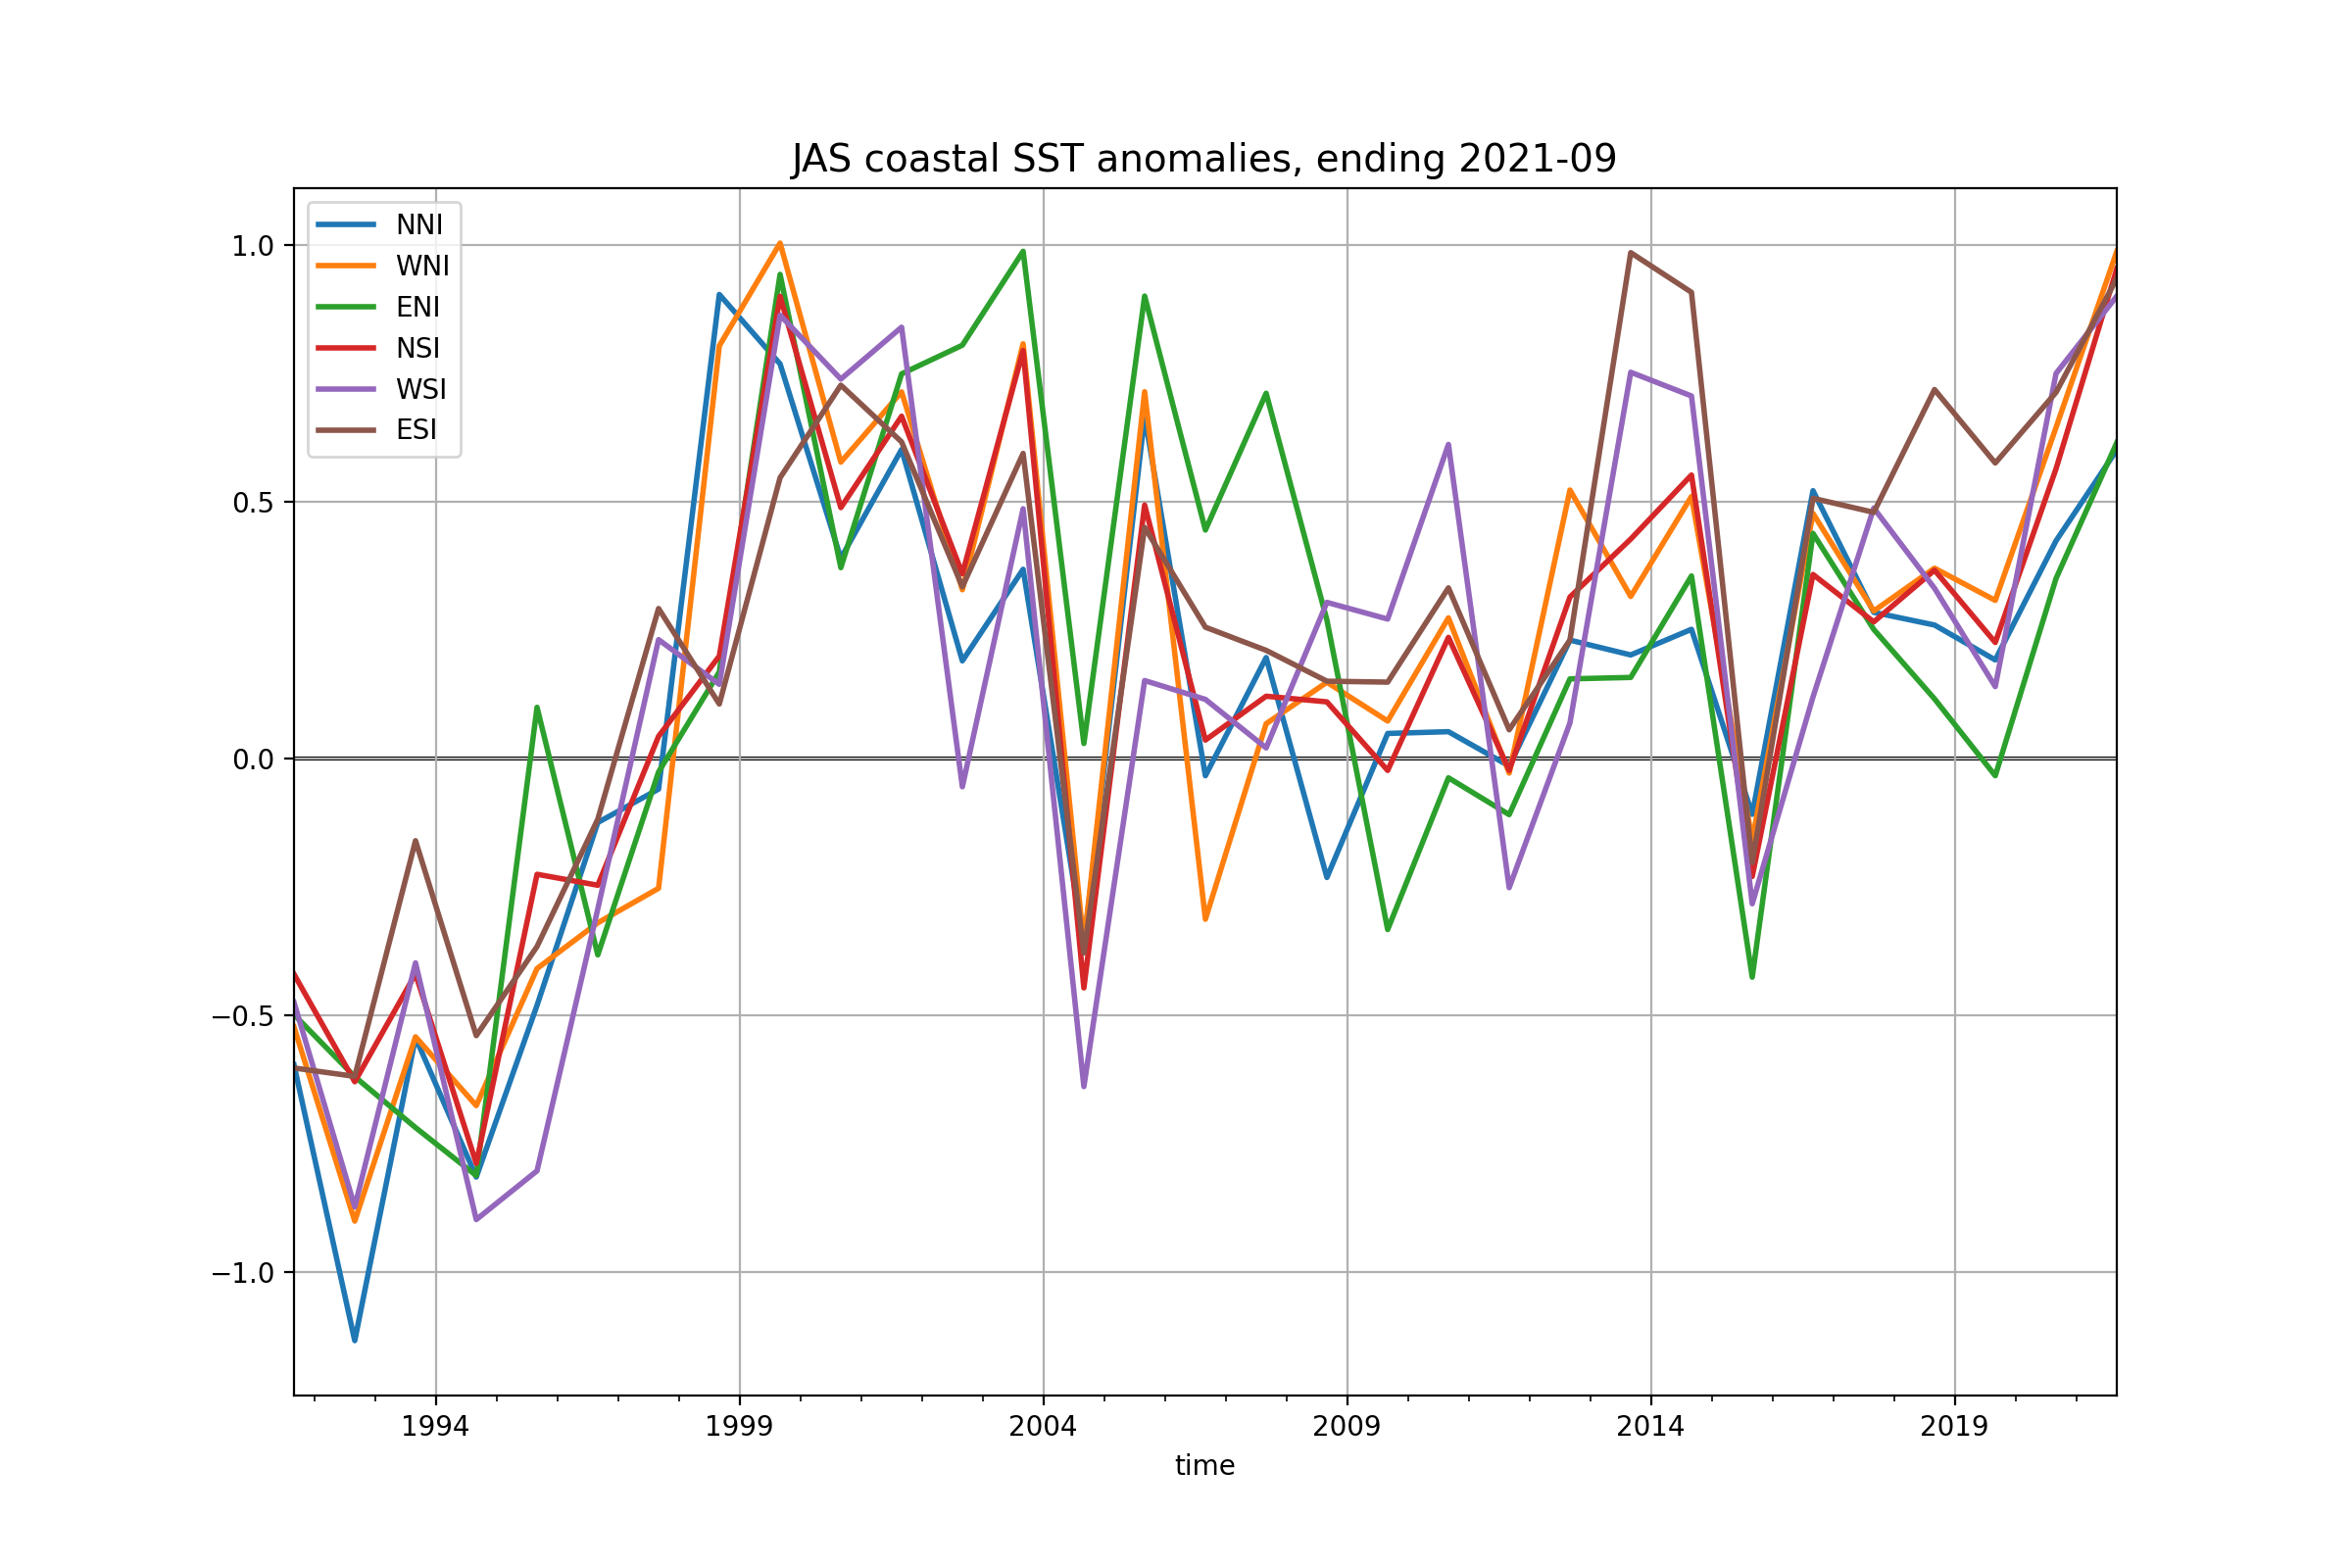 JAS coastal SST anomalies, ending 2021-09
NNI
WNI
ENI
NSI
WSI
ESI
1.0
0.5
0.0
−0.5
−1.0
1994 1999 2004 2009 2014 2019
time